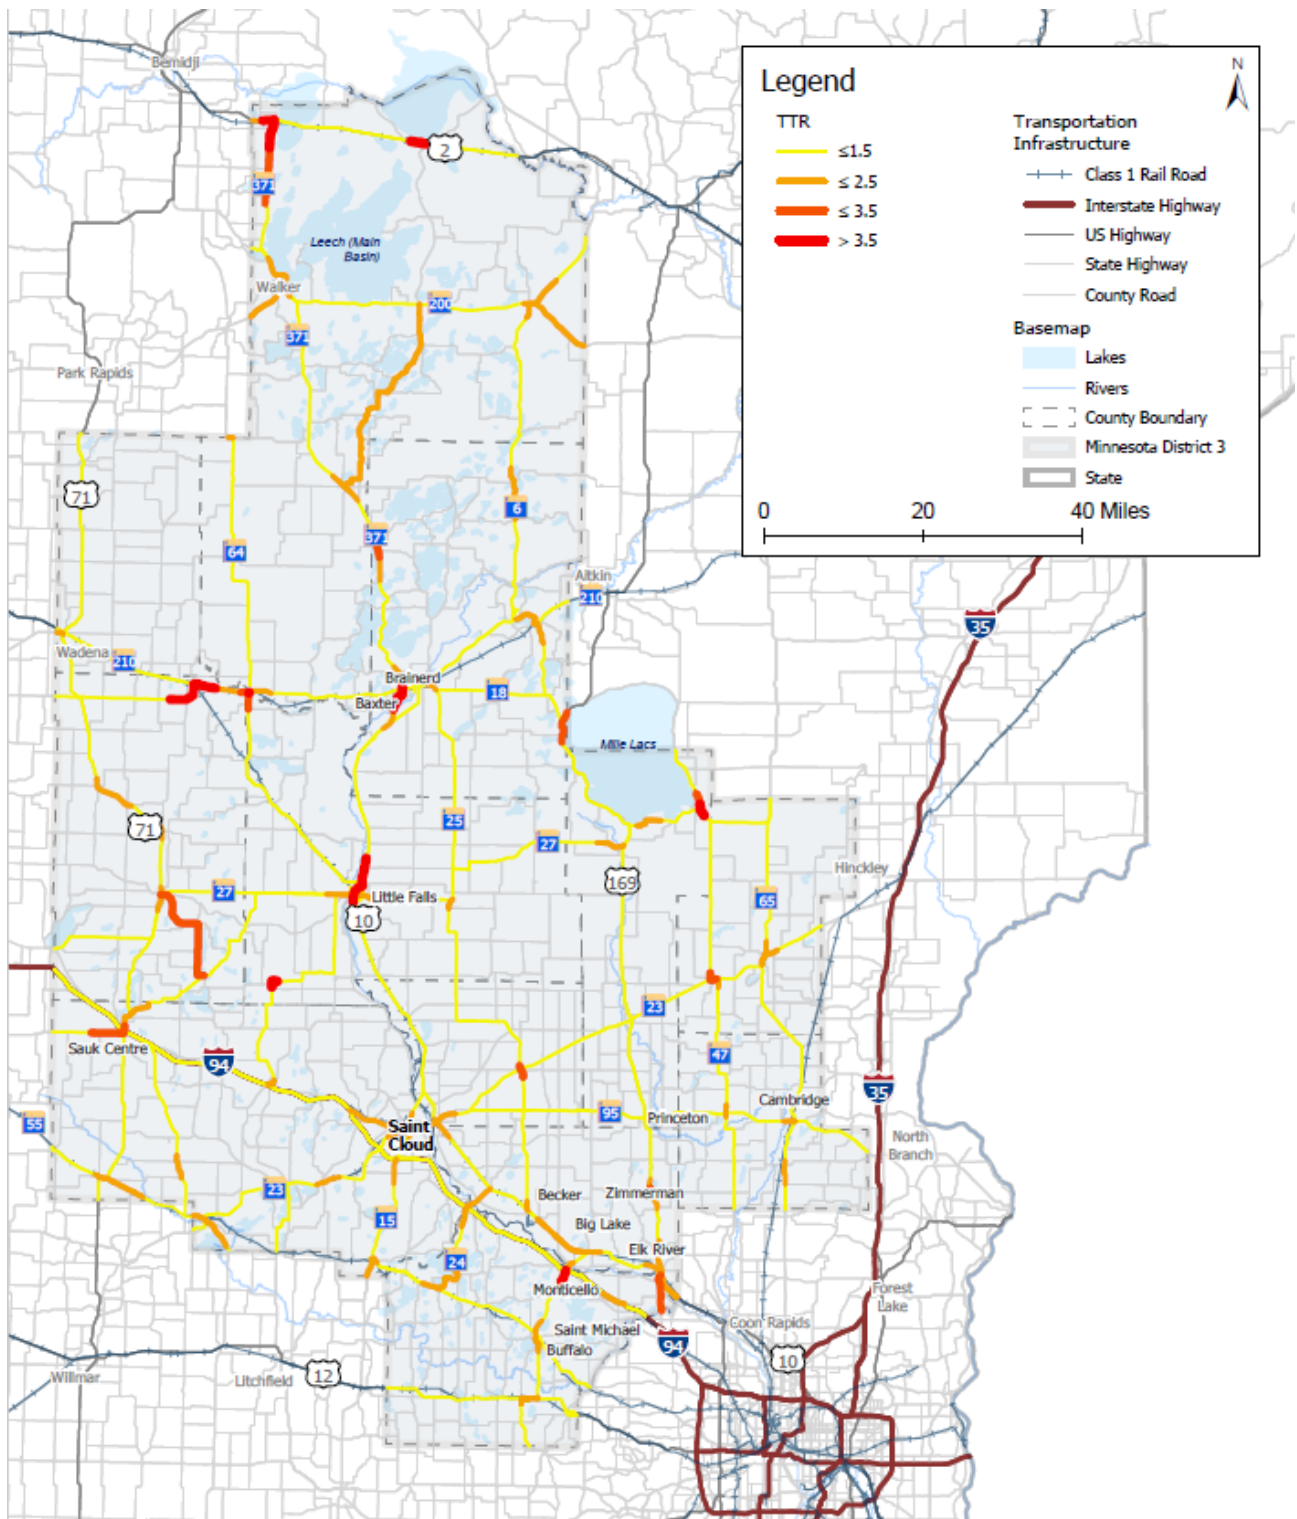 Bemidji
2
371
Leech (Main
Basin)
Walker
200
371
Park Rapids
71
6
371
64
Aitkin
210
Wadena
210
Brainerd
Baxter
18
Mille Lacs
71
25
27
Hinckley
169
27
Little Falls
10
65
23
Sauk Centre
94
47
35
55
Saint
Cloud
95
Princeton
Cambridge
North
Branch
23
15
Becker
Zimmerman
Big Lake
Elk River
24
Monticello
Forest
Lake
Coon Rapids
Saint Michael
Buffalo
94
10
Willmar
Litchfield
12
35
Legend
N
TTR
≤1.5
≤ 2.5
≤ 3.5
> 3.5
Transportation
Infrastructure
Class 1 Rail Road
Interstate Highway
US Highway
State Highway
County Road
Basemap
Lakes
Rivers
County Boundary
Minnesota District 3
State
0 20 40 Miles